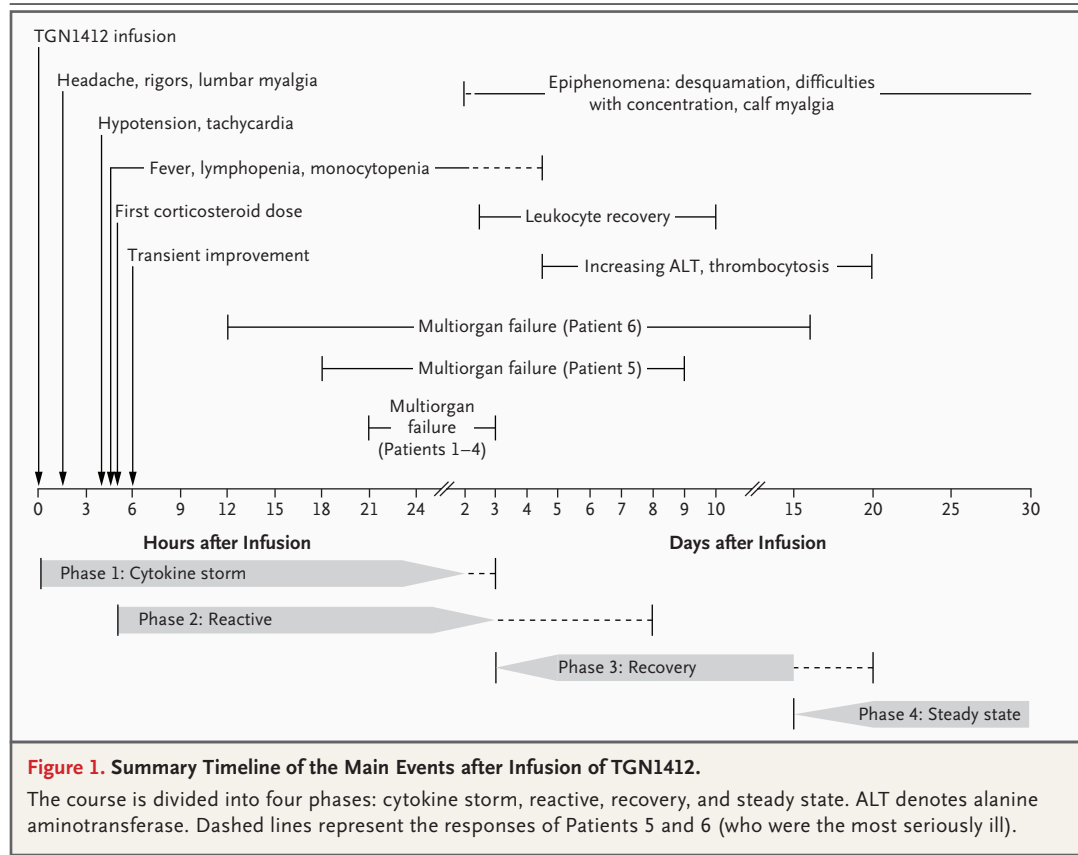 TGN1412 infusion
Headache, rigors, lumbar myalgia
Epiphenomena: desquamation, difficulties
with concentration, calf myalgia
Hypotension, tachycardia
Fever, lymphopenia, monocytopenia
First corticosteroid dose
Leukocyte recovery
Transient improvement
Increasing ALT, thrombocytosis
Multiorgan failure (Patient 6)
Multiorgan failure (Patient 5)
Multiorgan
failure
(Patients 1–4)
0 3 6 9 12 15 18 21 24 2 3 4 5 6 7 8 9 10 15 20 25 30
Hours after Infusion Days after Infusion
Phase 1: Cytokine storm
Phase 2: Reactive
Phase 3: Recovery
Phase 4: Steady state
Figure 1. Summary Timeline of the Main Events after Infusion of TGN1412.
The course is divided into four phases: cytokine storm, reactive, recovery, and steady state. ALT denotes alanine
aminotransferase. Dashed lines represent the responses of Patients 5 and 6 (who were the most seriously ill).